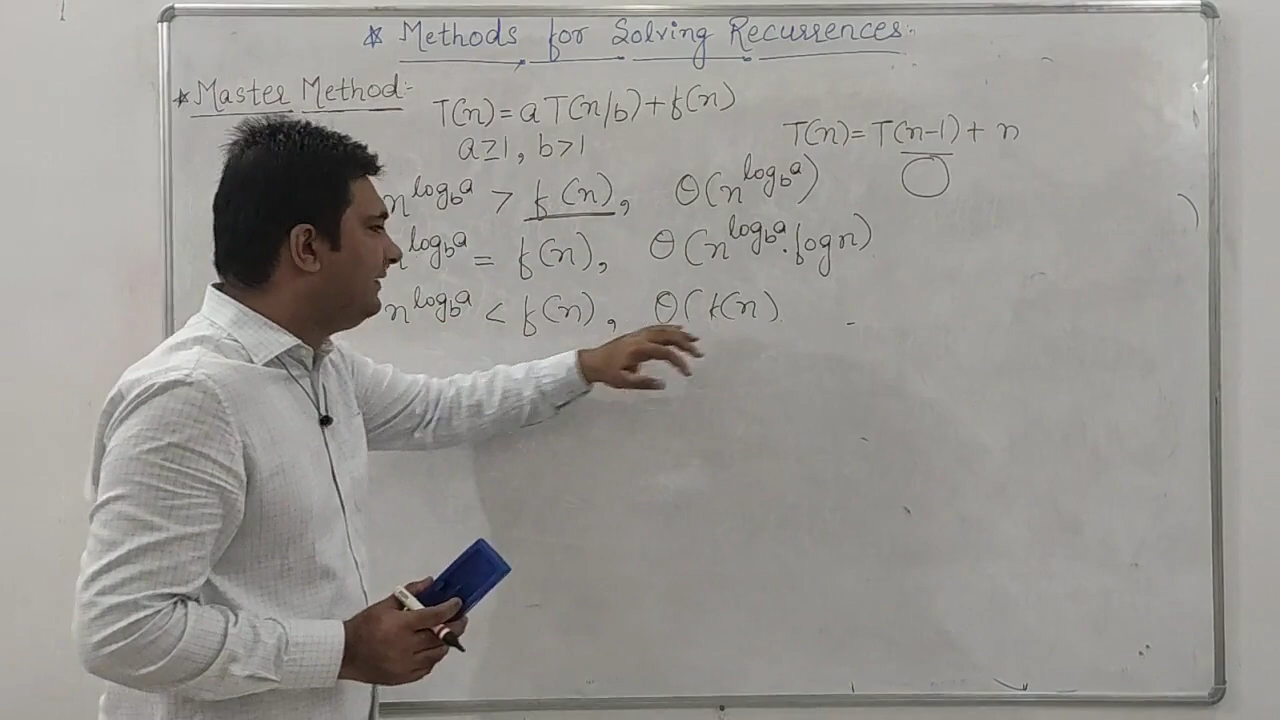 * Methods for Solving Recurrences:-
* Master Method:-
T(n) = a T(n/b) + f(n)
a≥1, b>1
T(n) = T(n-1) + n
n^log_b a > f(n), Θ(n^log_b a)
n^log_b a = f(n), Θ(n^log_b a . log n)
n^log_b a < f(n), Θ(f(n).